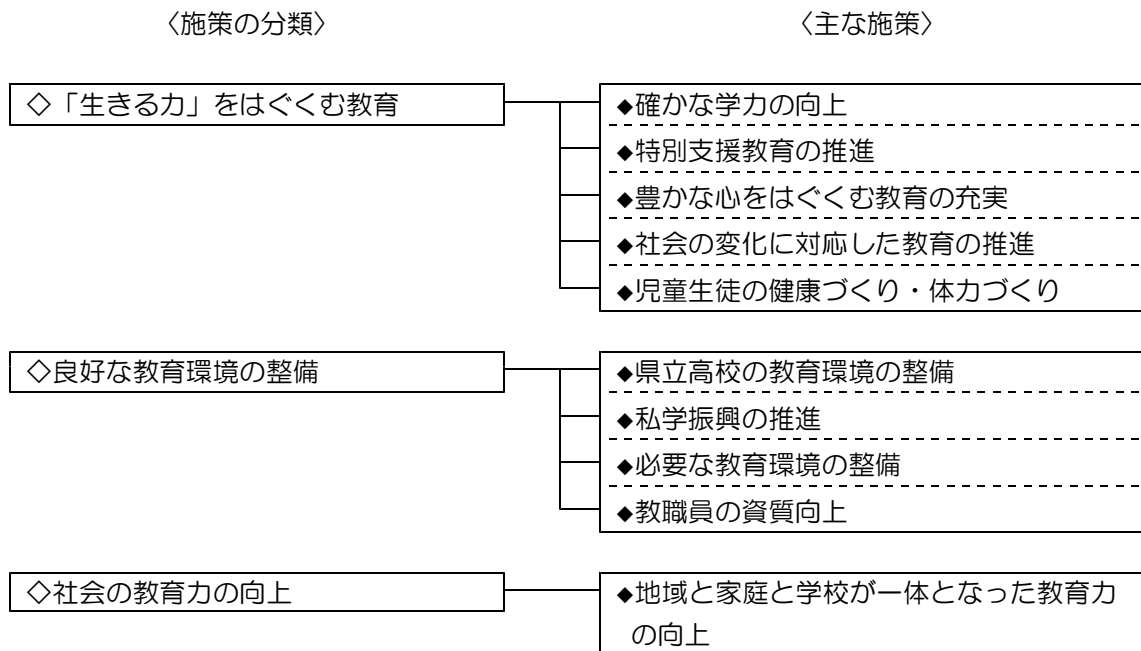 〈施策の分類〉
〈主な施策〉
◇「生きる力」をはぐくむ教育
◆確かな学力の向上
◆特別支援教育の推進
◆豊かな心をはぐくむ教育の充実
◆社会の変化に対応した教育の推進
◆児童生徒の健康づくり・体力づくり
◇良好な教育環境の整備
◆県立高校の教育環境の整備
◆私学振興の推進
◆必要な教育環境の整備
◆教職員の資質向上
◇社会の教育力の向上
◆地域と家庭と学校が一体となった教育力
の向上